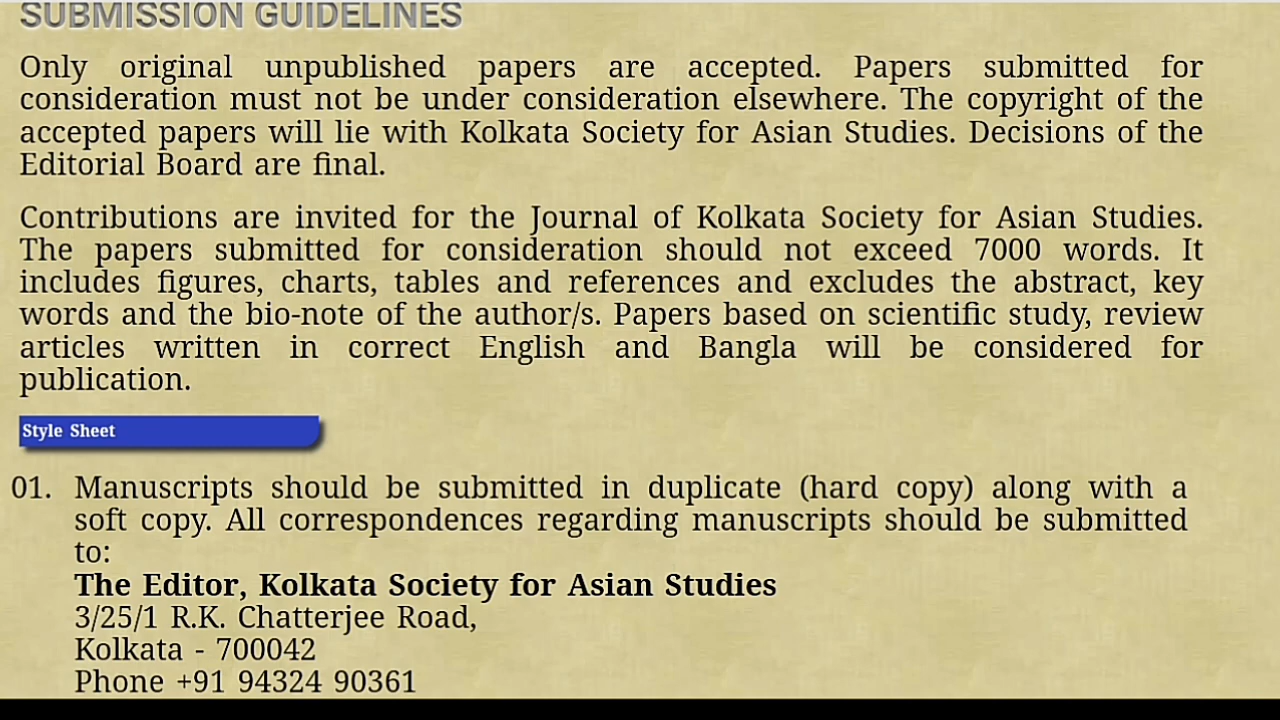 SUBMISSION GUIDELINES
Only original unpublished papers are accepted. Papers submitted for
consideration must not be under consideration elsewhere. The copyright of the
accepted papers will lie with Kolkata Society for Asian Studies. Decisions of the
Editorial Board are final.
Contributions are invited for the Journal of Kolkata Society for Asian Studies.
The papers submitted for consideration should not exceed 7000 words. It
includes figures, charts, tables and references and excludes the abstract, key
words and the bio-note of the author/s. Papers based on scientific study, review
articles written in correct English and Bangla will be considered for
publication.
Style Sheet
01. Manuscripts should be submitted in duplicate (hard copy) along with a
soft copy. All correspondences regarding manuscripts should be submitted
to:
The Editor, Kolkata Society for Asian Studies
3/25/1 R.K. Chatterjee Road,
Kolkata - 700042
Phone +91 94324 90361